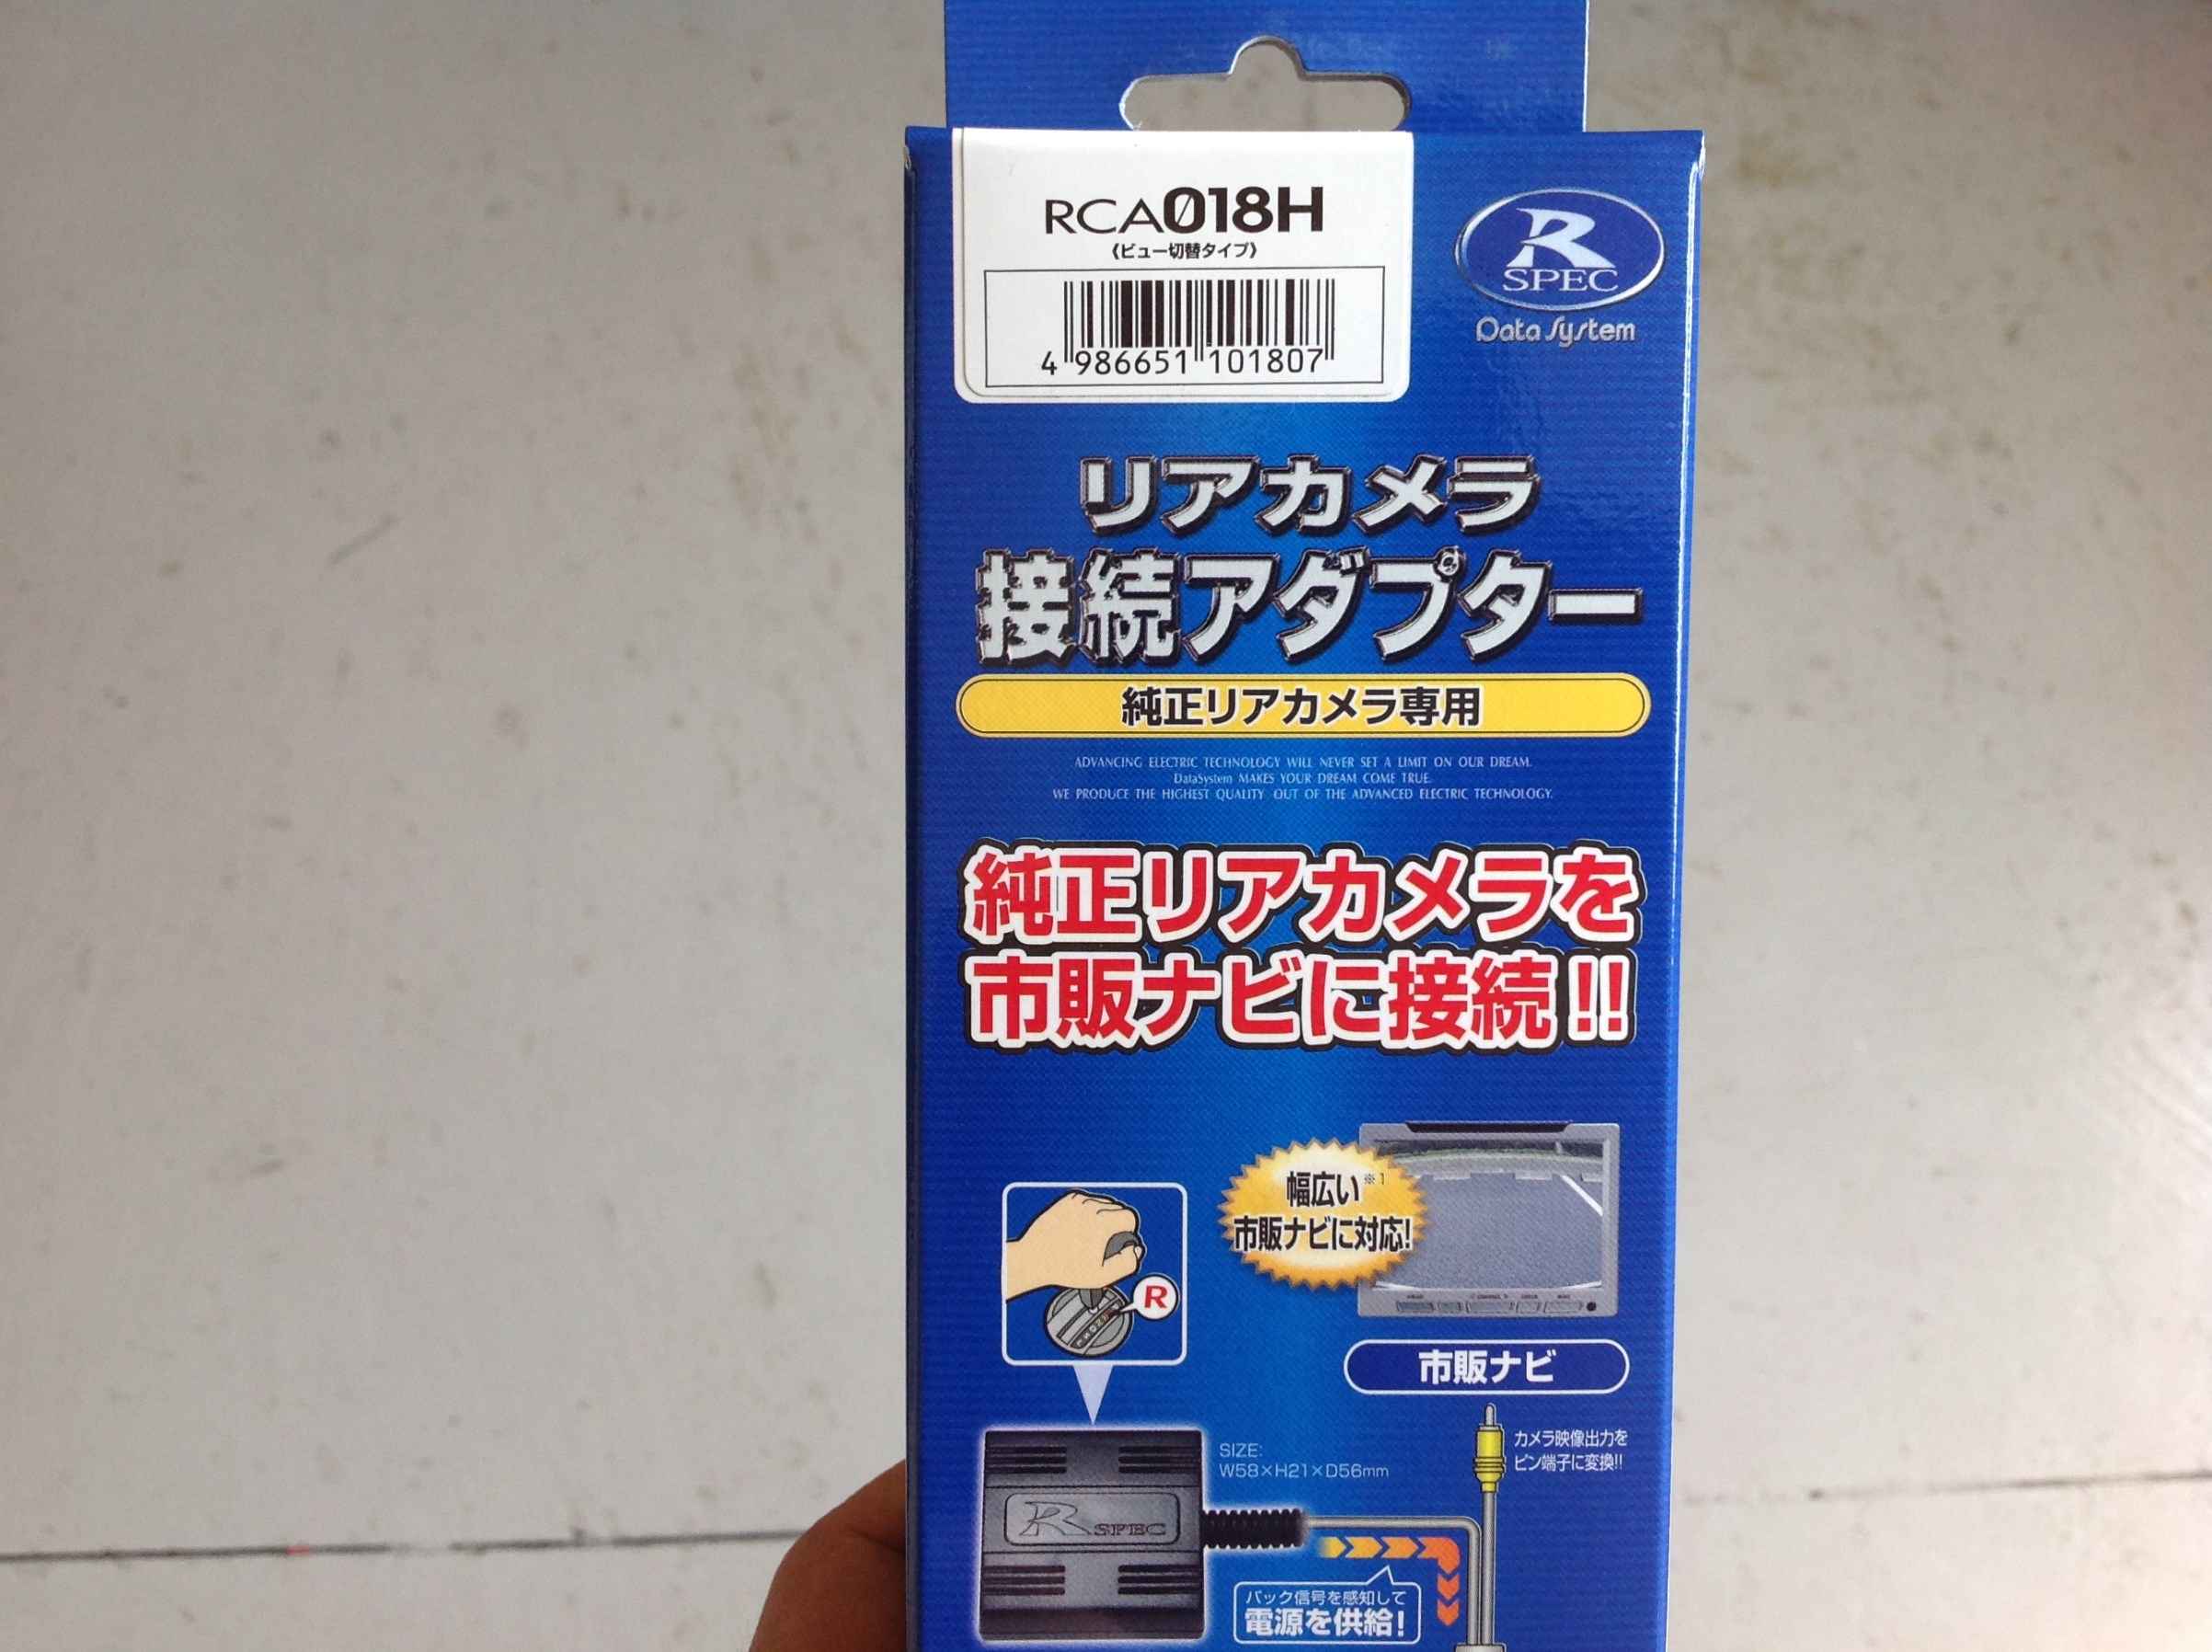 RCA018H
《ビュー切替タイプ》
4 986651 101807
R
SPEC
Data System
リアカメラ
接続アダプター
純正リアカメラ専用
ADVANCING ELECTRIC TECHNOLOGY WILL NEVER SET A LIMIT ON OUR DREAM.
DataSystem MAKES YOUR DREAM COME TRUE.
WE PRODUCE THE HIGHEST QUALITY OUT OF THE ADVANCED ELECTRIC TECHNOLOGY.
純正リアカメラを
市販ナビに接続!!
幅広い※1
市販ナビに対応!
R
市販ナビ
カメラ映像出力を
ピン端子に変換!!
SIZE:
W58×H21×D56mm
R SPEC
バック信号を感知して
電源を供給!